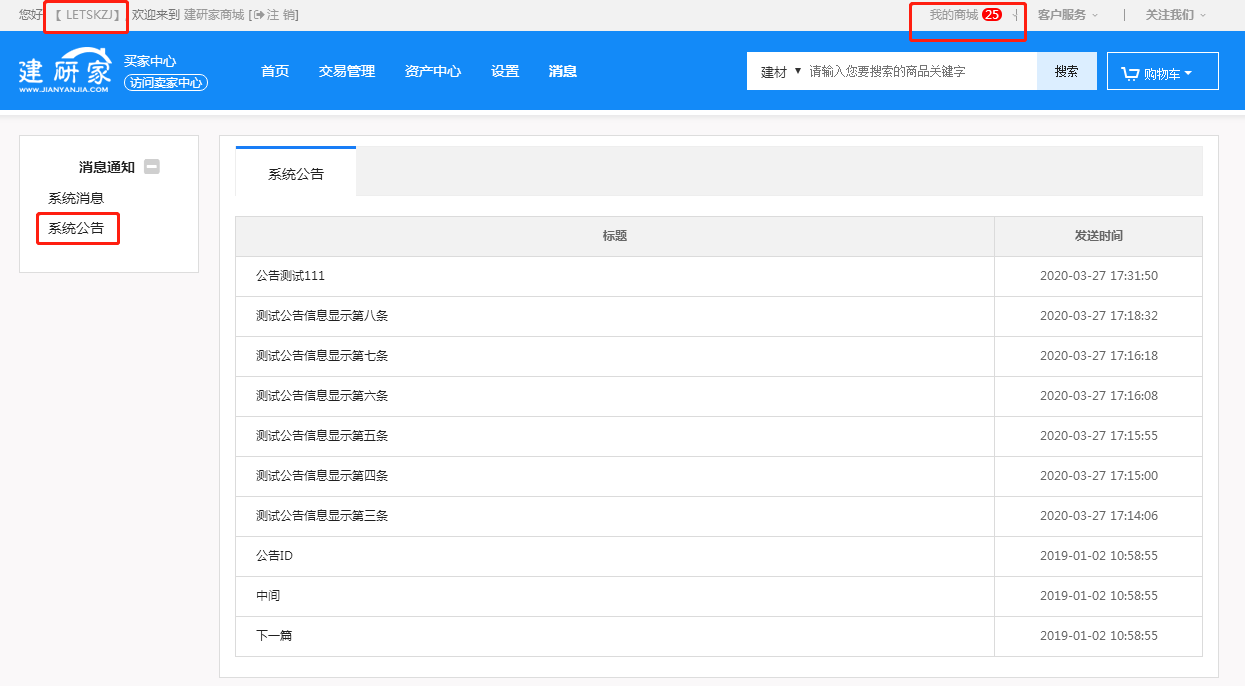 您好 【 LETSKZJ】 欢迎来到 建研家商城 [注 销]
我的商城 25
客户服务
关注我们
建研家
WWW.JIANYANJIA.COM
买家中心
访问卖家中心
首页 交易管理 资产中心 设置 消息
建材 ▼ 请输入您要搜索的商品关键字
搜索
购物车
消息通知
系统消息
系统公告
系统公告
标题 发送时间
公告测试111 2020-03-27 17:31:50
测试公告信息显示第八条 2020-03-27 17:18:32
测试公告信息显示第七条 2020-03-27 17:16:18
测试公告信息显示第六条 2020-03-27 17:16:08
测试公告信息显示第五条 2020-03-27 17:15:55
测试公告信息显示第四条 2020-03-27 17:15:00
测试公告信息显示第三条 2020-03-27 17:14:06
公告ID 2019-01-02 10:58:55
中间 2019-01-02 10:58:55
下一篇 2019-01-02 10:58:55